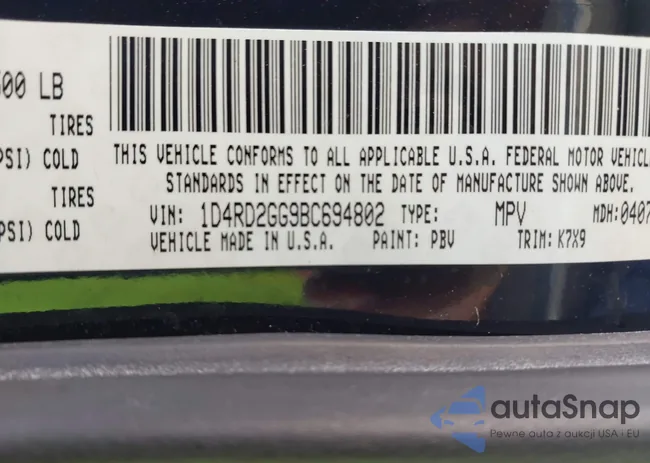 500 LB
TIRES
PSI) COLD
TIRES
PSI) COLD
THIS VEHICLE CONFORMS TO ALL APPLICABLE U.S.A. FEDERAL MOTOR VEHIC
STANDARDS IN EFFECT ON THE DATE OF MANUFACTURE SHOWN ABOVE.
VIN: 1D4RD2GG9BC694802 TYPE: MPV MDH:0407
VEHICLE MADE IN U.S.A. PAINT: PBV TRIM: K7X9
autaSnap
Pewne auta z aukcji USA i EU